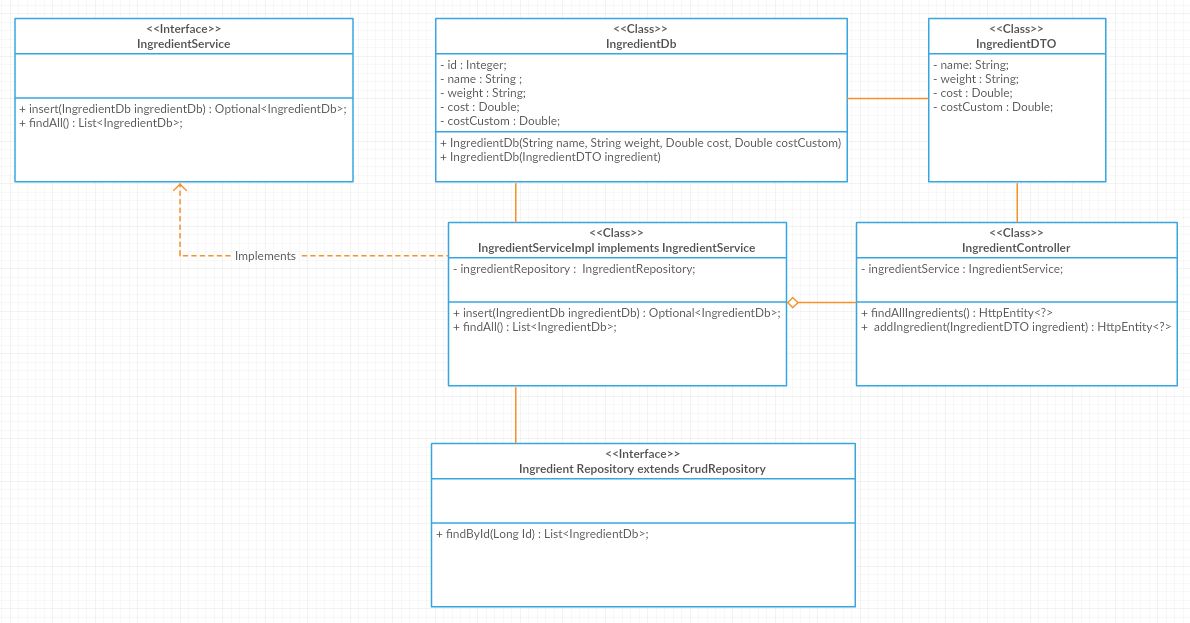 <<Interface>>
IngredientService
+ insert(IngredientDb ingredientDb) : Optional<IngredientDb>;
+ findAll() : List<IngredientDb>;
<<Class>>
IngredientDb
- id : Integer;
- name : String ;
- weight : String;
- cost : Double;
- costCustom : Double;
+ IngredientDb(String name, String weight, Double cost, Double costCustom)
+ IngredientDb(IngredientDTO ingredient)
<<Class>>
IngredientDTO
- name: String;
- weight : String;
- cost : Double;
- costCustom : Double;
Implements
<<Class>>
IngredientServiceImpl implements IngredientService
- ingredientRepository : IngredientRepository;
+ insert(IngredientDb ingredientDb) : Optional<IngredientDb>;
+ findAll() : List<IngredientDb>;
<<Class>>
IngredientController
- ingredientService : IngredientService;
+ findAllIngredients() : HttpEntity<?>
+ addIngredient(IngredientDTO ingredient) : HttpEntity<?>
<<Interface>>
Ingredient Repository extends CrudRepository
+ findById(Long Id) : List<IngredientDb>;